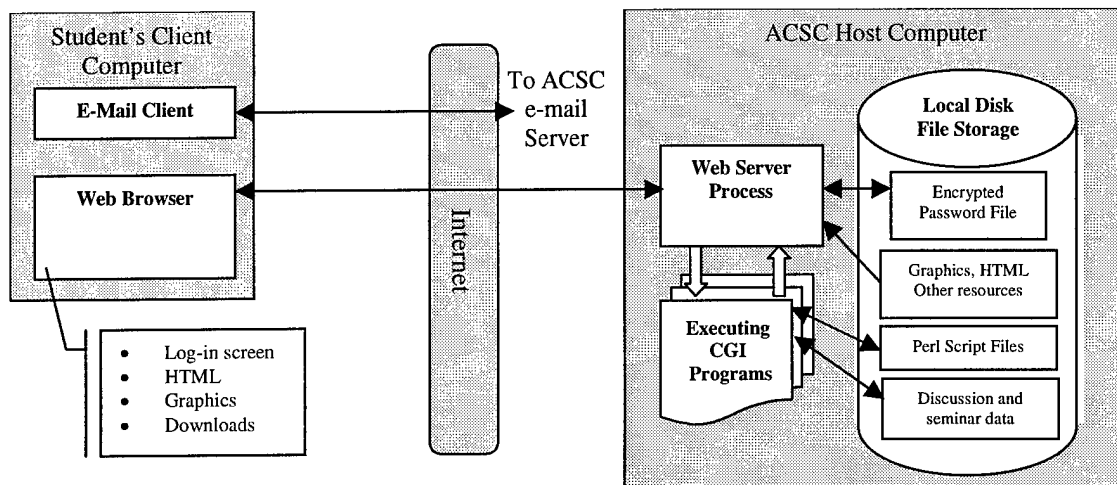 Student's Client
Computer
E-Mail Client
Web Browser
• Log-in screen
• HTML
• Graphics
• Downloads
Internet
To ACSC
e-mail
Server
ACSC Host Computer
Web Server
Process
Executing
CGI
Programs
Local Disk
File Storage
Encrypted
Password File
Graphics, HTML
Other resources
Perl Script Files
Discussion and
seminar data